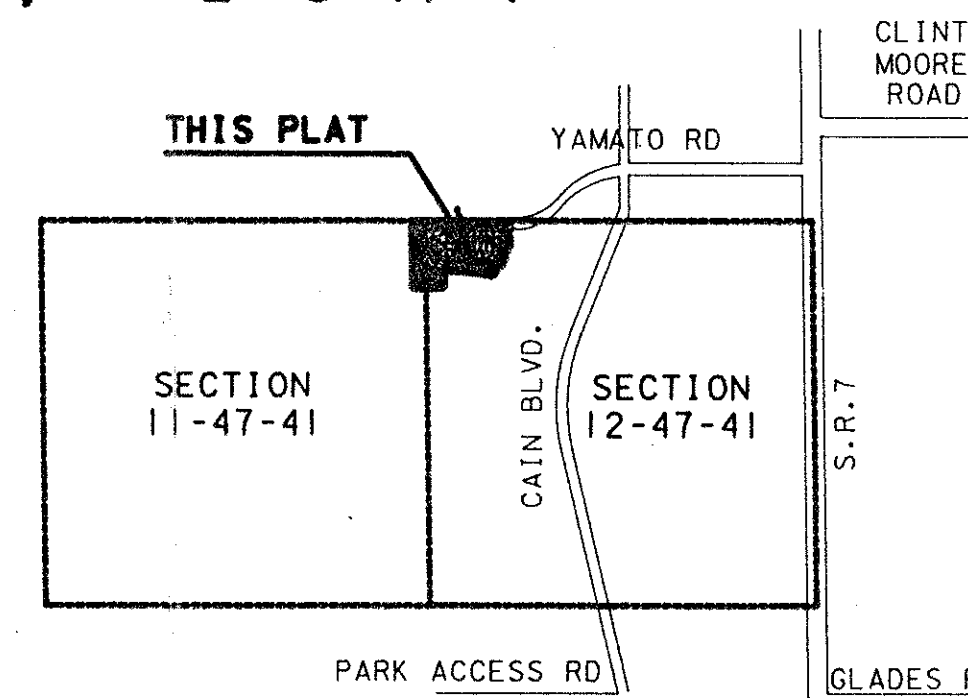 CLINT
MOORE
ROAD
THIS PLAT
YAMATO RD
SECTION
11-47-41
CAIN BLVD.
SECTION
12-47-41
S.R.7
PARK ACCESS RD
GLADES